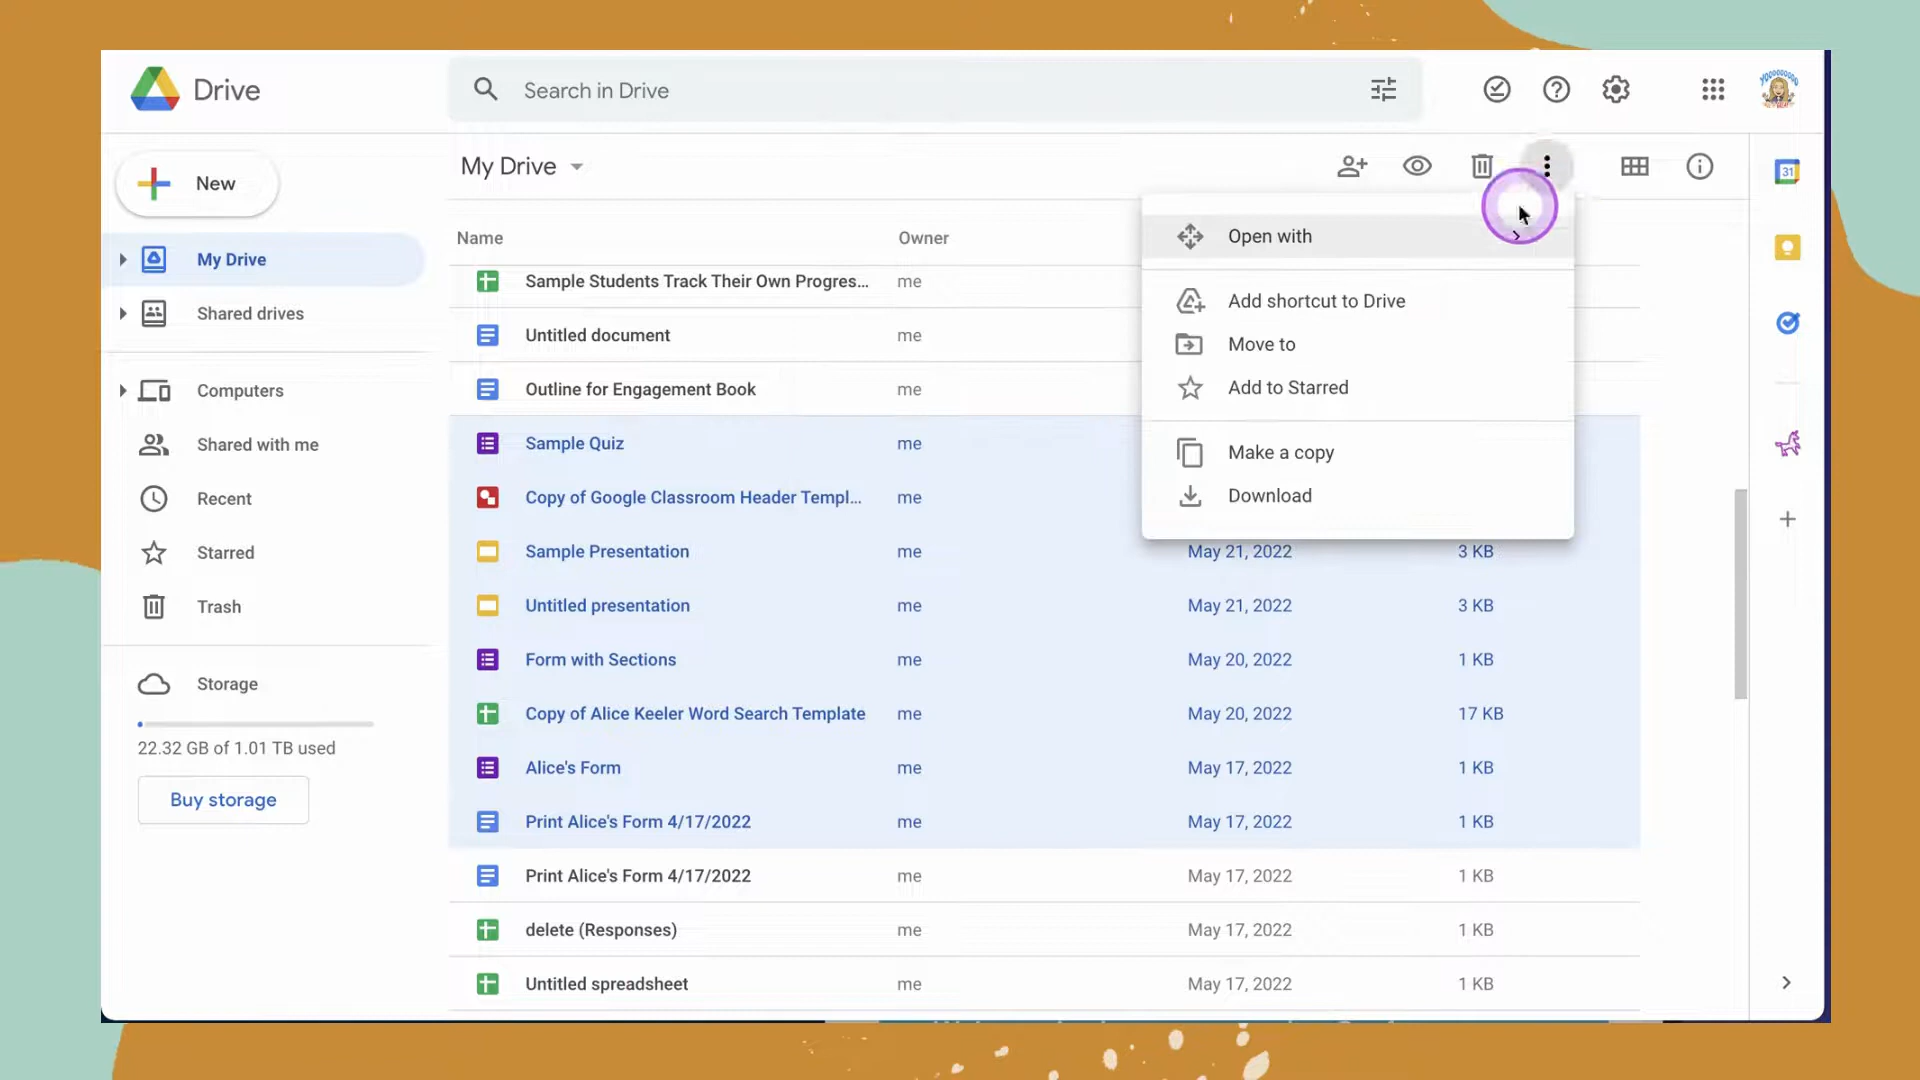 Drive
Search in Drive
New
My Drive
Name
Owner
Open with
Add shortcut to Drive
Move to
Add to Starred
Make a copy
Download
My Drive
Shared drives
Computers
Shared with me
Recent
Starred
Trash
Storage
22.32 GB of 1.01 TB used
Buy storage
Sample Students Track Their Own Progres... me
Untitled document me
Outline for Engagement Book me
Sample Quiz me
Copy of Google Classroom Header Templ... me
Sample Presentation me May 21, 2022 3 KB
Untitled presentation me May 21, 2022 3 KB
Form with Sections me May 20, 2022 1 KB
Copy of Alice Keeler Word Search Template me May 20, 2022 17 KB
Alice's Form me May 17, 2022 1 KB
Print Alice's Form 4/17/2022 me May 17, 2022 1 KB
Print Alice's Form 4/17/2022 me May 17, 2022 1 KB
delete (Responses) me May 17, 2022 1 KB
Untitled spreadsheet me May 17, 2022 1 KB
31